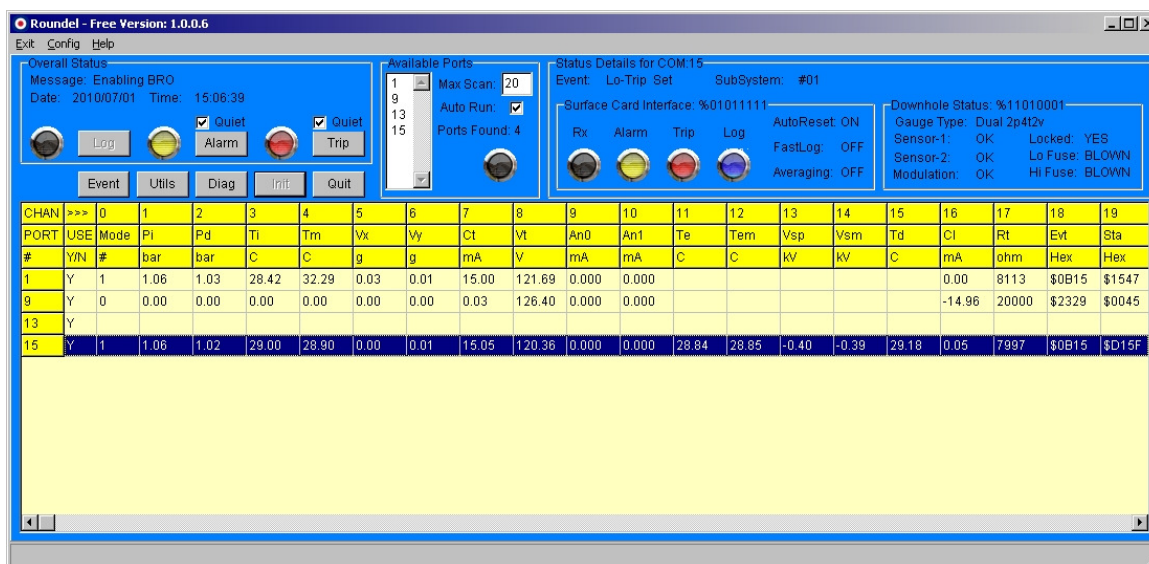 Roundel - Free Version: 1.0.0.6
Exit Config Help
Overall Status
Message: Enabling BRO
Date: 2010/07/01 Time: 15:06:39
Quiet Quiet
Log Alarm Trip
Event Utils Diag Init Quit
Available Ports
1
9
13
15
Max Scan: 20
Auto Run:
Ports Found: 4
Status Details for COM:15
Event: Lo-Trip Set SubSystem: #01
Surface Card Interface: %01011111
Rx Alarm Trip Log
AutoReset: ON
FastLog: OFF
Averaging: OFF
Downhole Status: %11010001
Gauge Type: Dual 2p4t2v
Sensor-1: OK Locked: YES
Sensor-2: OK Lo Fuse: BLOWN
Modulation: OK Hi Fuse: BLOWN
CHAN >>> 0 1 2 3 4 5 6 7 8 9 10 11 12 13 14 15 16 17 18 19
PORT USE Mode Pi Pd Ti Tm Vx Vy Ct Vt An0 An1 Te Tem Vsp Vsm Td Cl Rt Evt Sta
# Y/N # bar bar C C g g mA V mA mA C C kV kV C mA ohm Hex Hex
1 Y 1 1.06 1.03 28.42 32.29 0.03 0.01 15.00 121.69 0.000 0.000 0.00 8113 $0B15 $1547
9 Y 0 0.00 0.00 0.00 0.00 0.00 0.00 0.03 126.40 0.000 0.000 -14.96 20000 $2329 $0045
13 Y
15 Y 1 1.06 1.02 29.00 28.90 0.00 0.01 15.05 120.36 0.000 0.000 28.84 28.85 -0.40 -0.39 29.18 0.05 7997 $0B15 $D15F